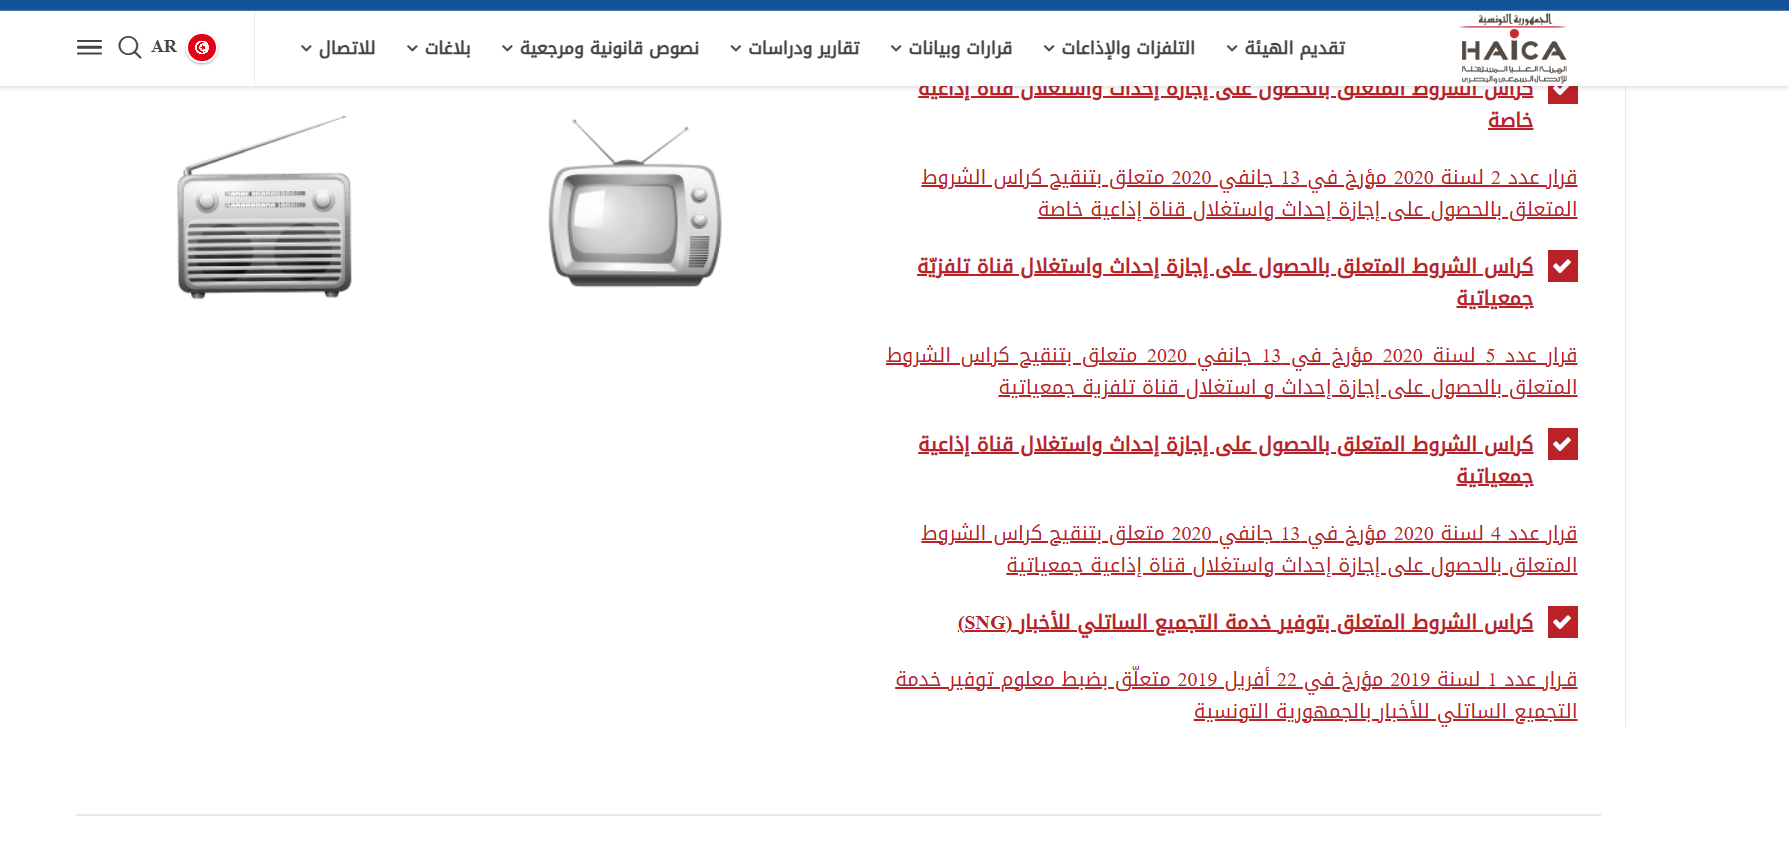 الجمهورية التونسية
HAICA
الهيئة العليا المستقلة
للإتصال السمعي والبصري
تقديم الهيئة
التلفزات والإذاعات
قرارات وبيانات
تقارير ودراسات
نصوص قانونية ومرجعية
بلاغات
للاتصال
AR
كراس الشروط المتعلق بالحصول على إجازة إحداث واستغلال قناة إذاعية
خاصة
قرار عدد 2 لسنة 2020 مؤرخ في 13 جانفي 2020 متعلق بتنقيح كراس الشروط
المتعلق بالحصول على إجازة إحداث واستغلال قناة إذاعية خاصة
كراس الشروط المتعلق بالحصول على إجازة إحداث واستغلال قناة تلفزيّة
جمعياتية
قرار عدد 5 لسنة 2020 مؤرخ في 13 جانفي 2020 متعلق بتنقيح كراس الشروط
المتعلق بالحصول على إجازة إحداث و استغلال قناة تلفزية جمعياتية
كراس الشروط المتعلق بالحصول على إجازة إحداث واستغلال قناة إذاعية
جمعياتية
قرار عدد 4 لسنة 2020 مؤرخ في 13 جانفي 2020 متعلق بتنقيح كراس الشروط
المتعلق بالحصول على إجازة إحداث واستغلال قناة إذاعية جمعياتية
كراس الشروط المتعلق بتوفير خدمة التجميع الساتلي للأخبار (SNG)
قـرار عدد 1 لسنة 2019 مؤرخ في 22 أفريل 2019 متعلّق بضبط معلوم توفير خدمة
التجميع الساتلي للأخبار بالجمهورية التونسية